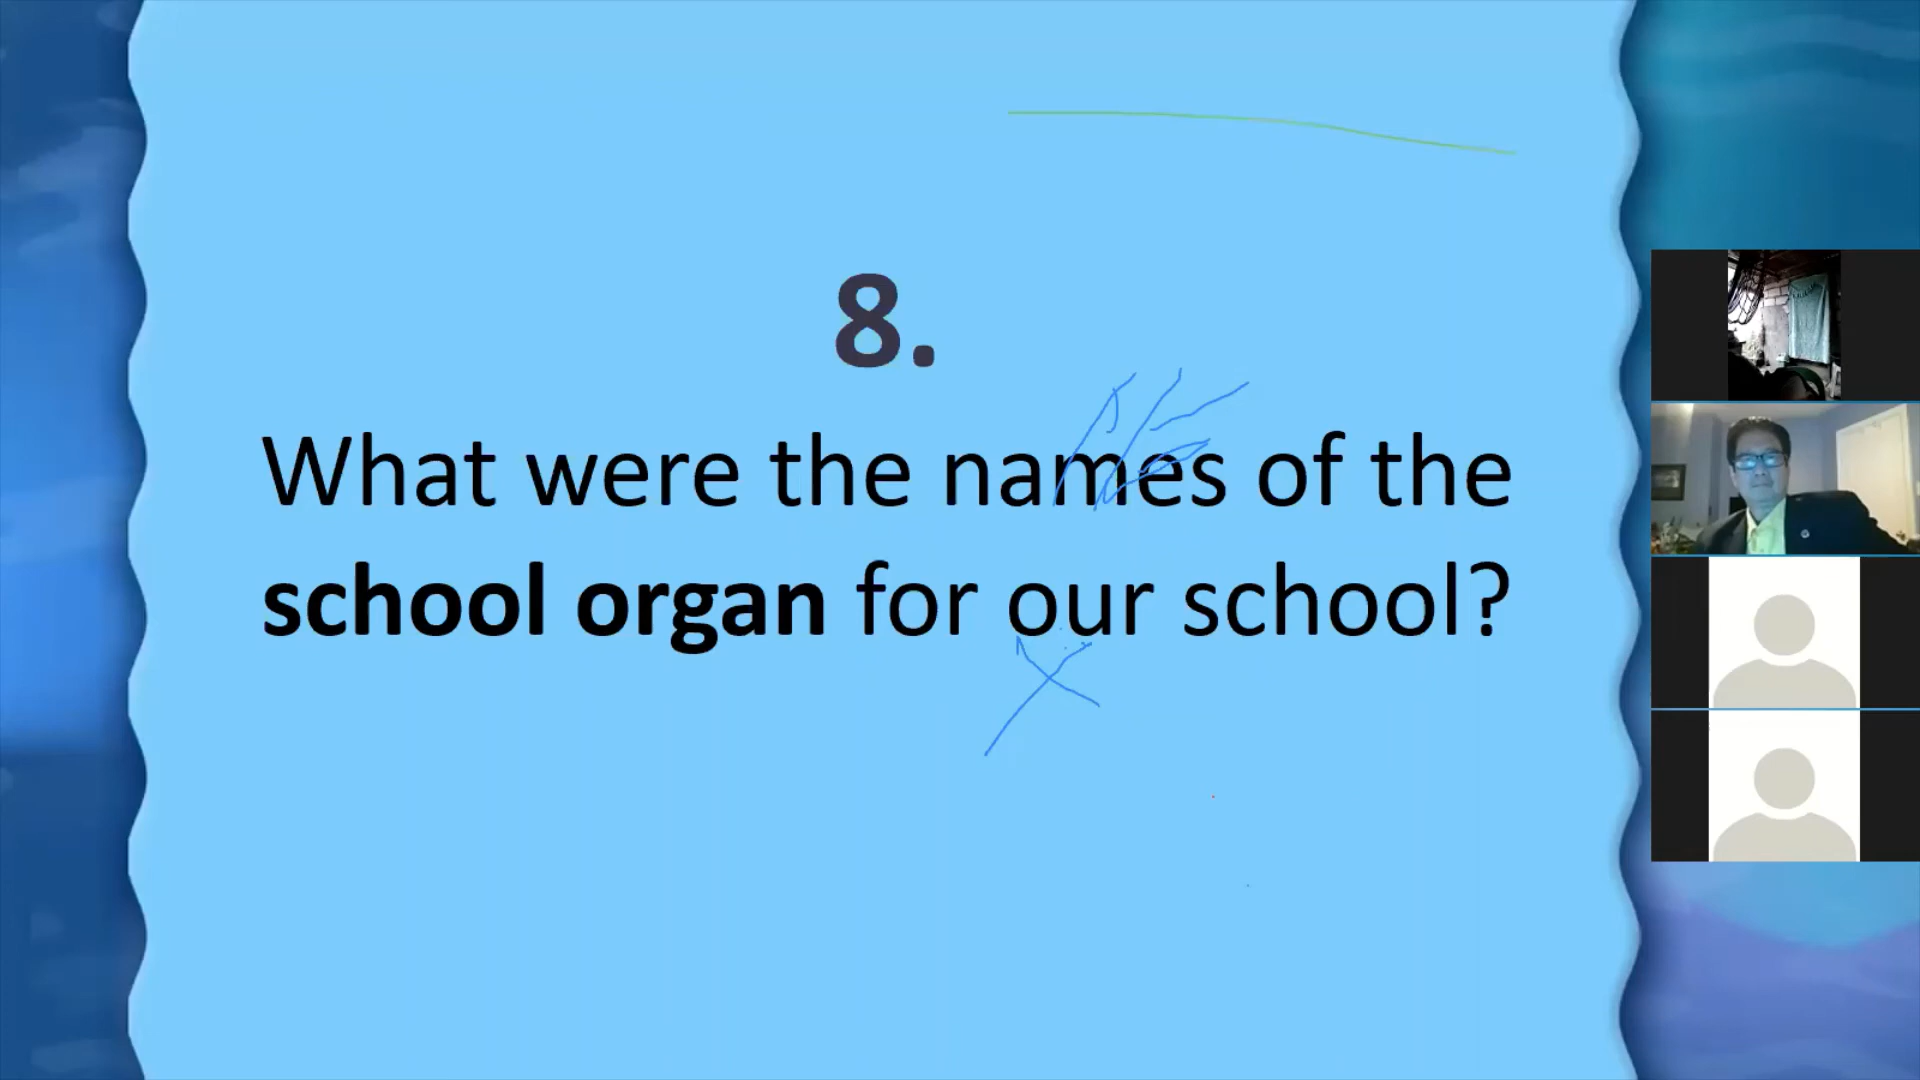 8.
What were the names of the
school organ for our school?